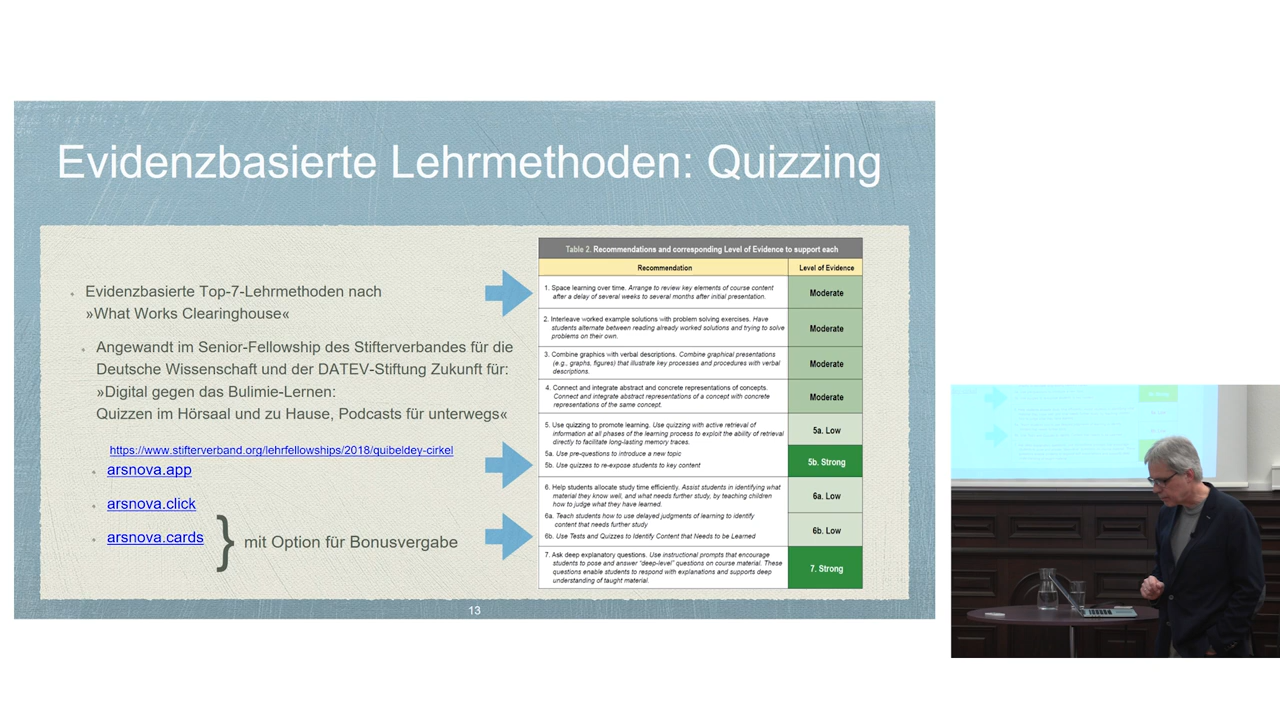 Evidenzbasierte Lehrmethoden: Quizzing
Evidenzbasierte Top-7-Lehrmethoden nach
»What Works Clearinghouse«
Angewandt im Senior-Fellowship des Stifterverbandes für die
Deutsche Wissenschaft und der DATEV-Stiftung Zukunft für:
»Digital gegen das Bulimie-Lernen:
Quizzen im Hörsaal und zu Hause, Podcasts für unterwegs«
https://www.stifterverband.org/lehrfellowships/2018/quibeldey-cirkel
arsnova.app
arsnova.click
arsnova.cards
} mit Option für Bonusvergabe
Table 2. Recommendations and corresponding Level of Evidence to support each
Recommendation Level of Evidence
1. Space learning over time. Arrange to review key elements of course content
after a delay of several weeks to several months after initial presentation.
Moderate
2. Interleave worked example solutions with problem solving exercises. Have
students alternate between reading already worked solutions and trying to solve
problems on their own.
Moderate
3. Combine graphics with verbal descriptions. Combine graphical presentations
(e.g., graphs, figures) that illustrate key processes and procedures with verbal
descriptions.
Moderate
4. Connect and integrate abstract and concrete representations of concepts.
Connect and integrate abstract representations of a concept with concrete
representations of the same concept.
Moderate
5. Use quizzing to promote learning. Use quizzing with active retrieval of
information at all phases of the learning process to exploit the ability of retrieval
directly to facilitate long-lasting memory traces.
5a. Low
5a. Use pre-questions to introduce a new topic
5b. Use quizzes to re-expose students to key content
5b. Strong
6. Help students allocate study time efficiently. Assist students in identifying what
material they know well, and what needs further study, by teaching children
how to judge what they have learned.
6a. Low
6a. Teach students how to use delayed judgments of learning to identify
content that needs further study
6b. Use Tests and Quizzes to Identify Content that Needs to be Learned
6b. Low
7. Ask deep explanatory questions. Use instructional prompts that encourage
students to pose and answer “deep-level” questions on course material. These
questions enable students to respond with explanations and supports deep
understanding of taught material.
7. Strong
13